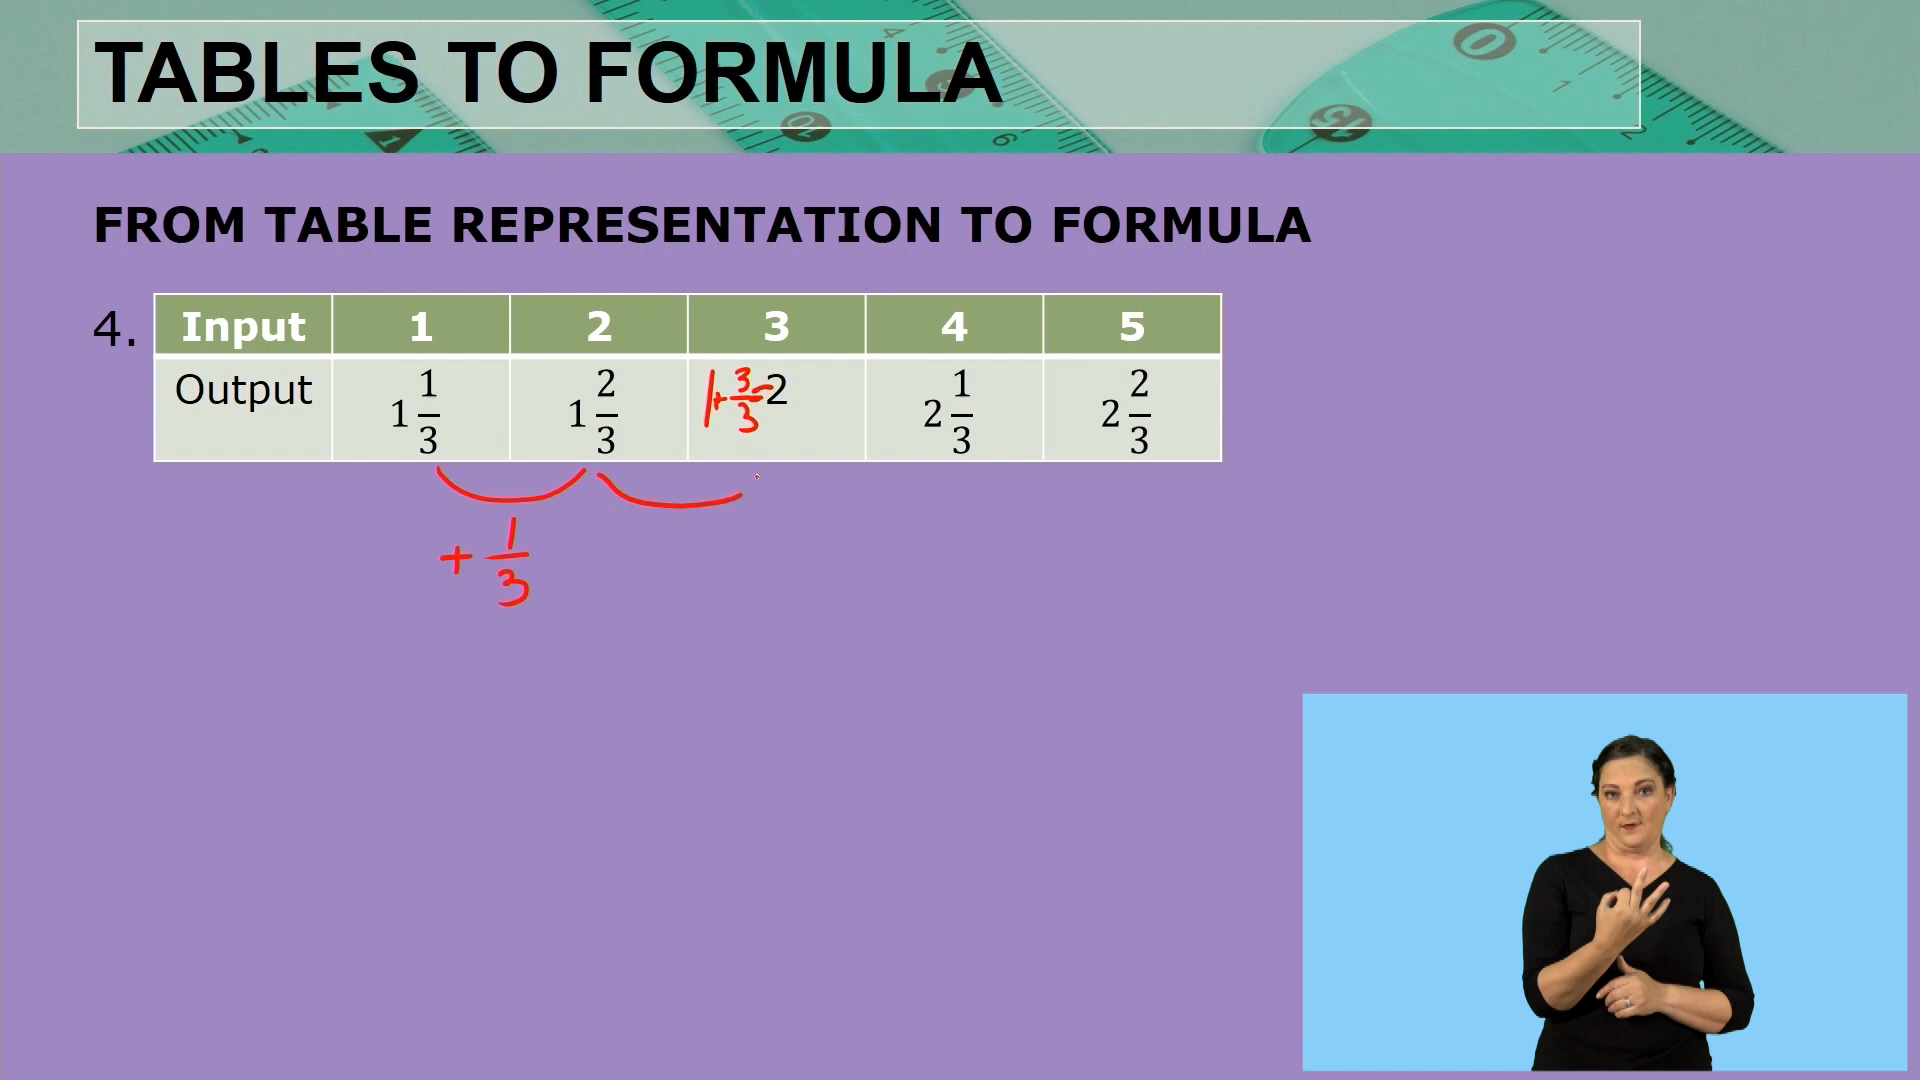 TABLES TO FORMULA
FROM TABLE REPRESENTATION TO FORMULA
4. Input 1 2 3 4 5
Output 1 1/3 1 2/3 1+3/3 2 2 1/3 2 2/3
+ 1/3